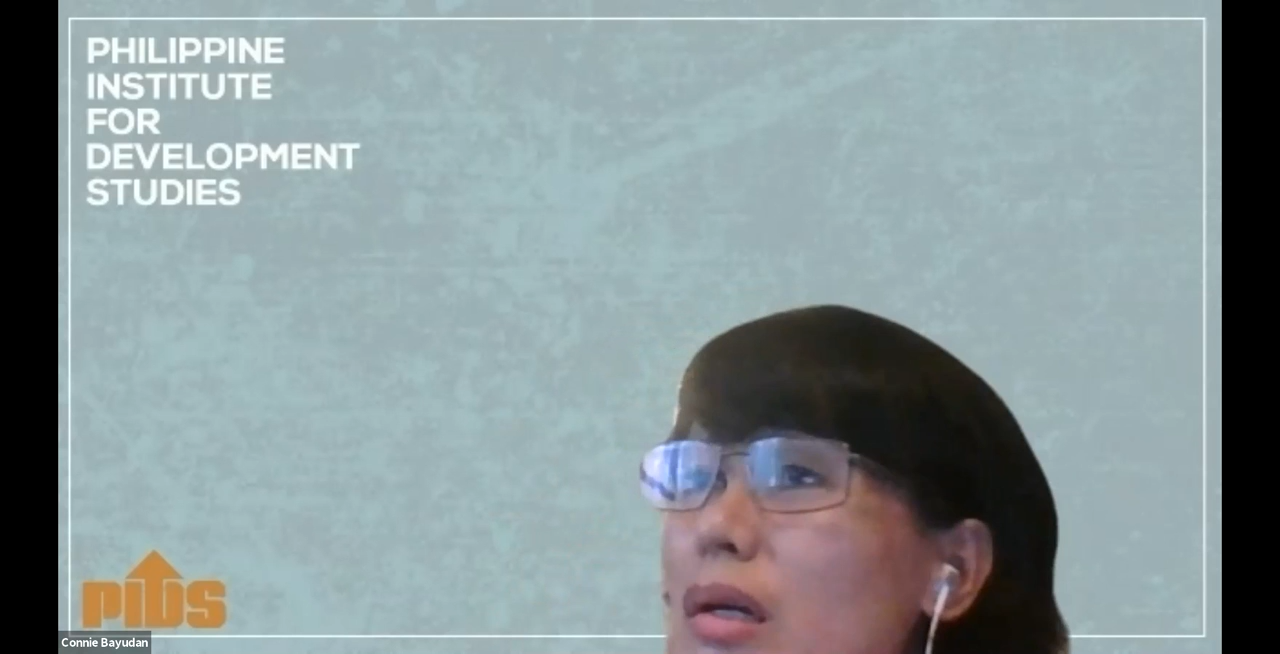 PHILIPPINE
INSTITUTE
FOR
DEVELOPMENT
STUDIES
PIDS
Connie Bayudan